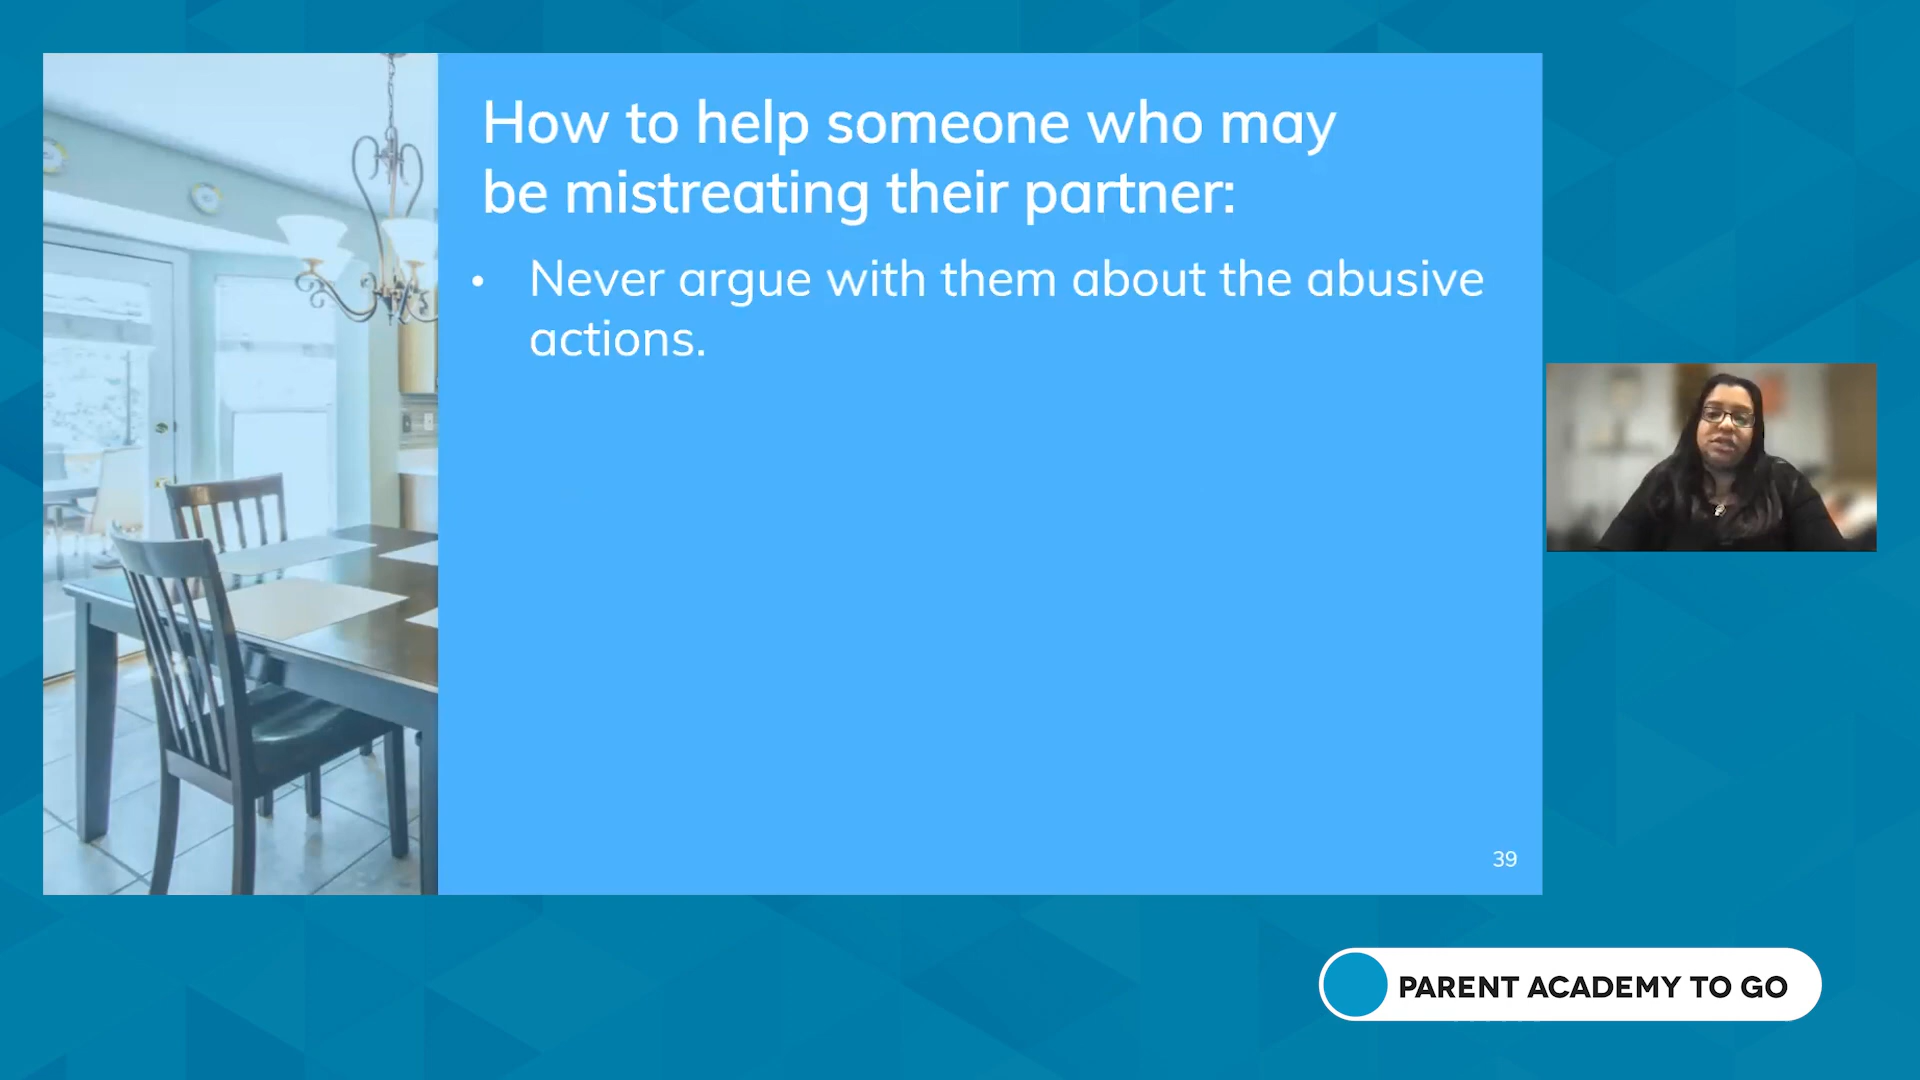 How to help someone who may
be mistreating their partner:
• Never argue with them about the abusive
actions.
39
PARENT ACADEMY TO GO